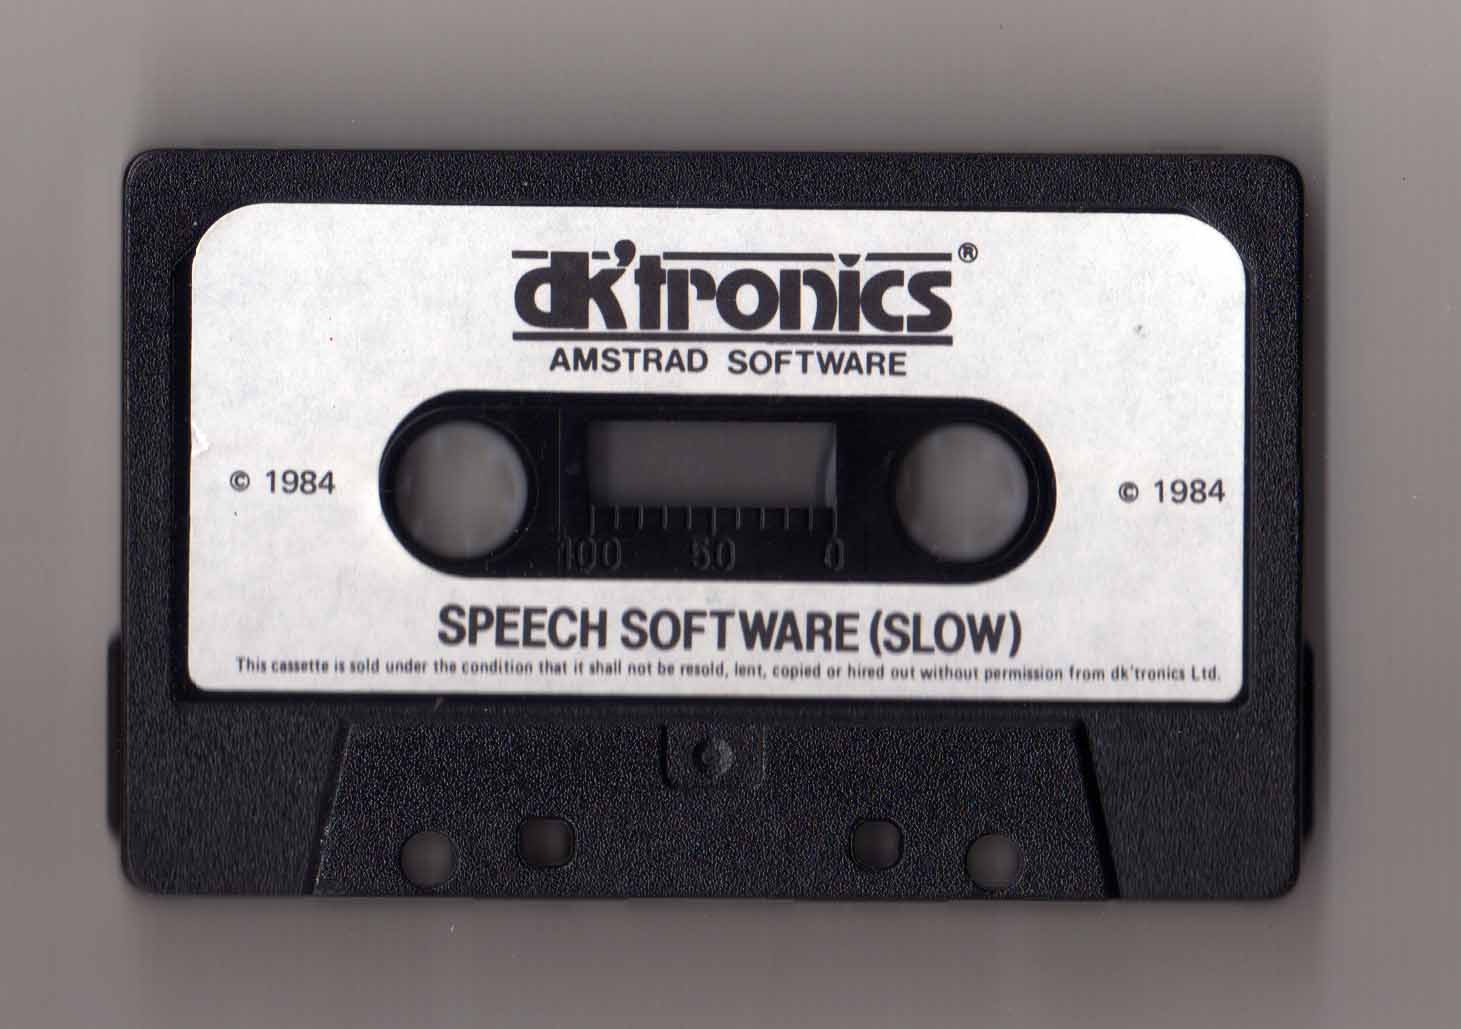 dk'tronics®
AMSTRAD SOFTWARE
© 1984
© 1984
100 50 0
SPEECH SOFTWARE (SLOW)
This cassette is sold under the condition that it shall not be resold, lent, copied or hired out without permission from dk'tronics Ltd.